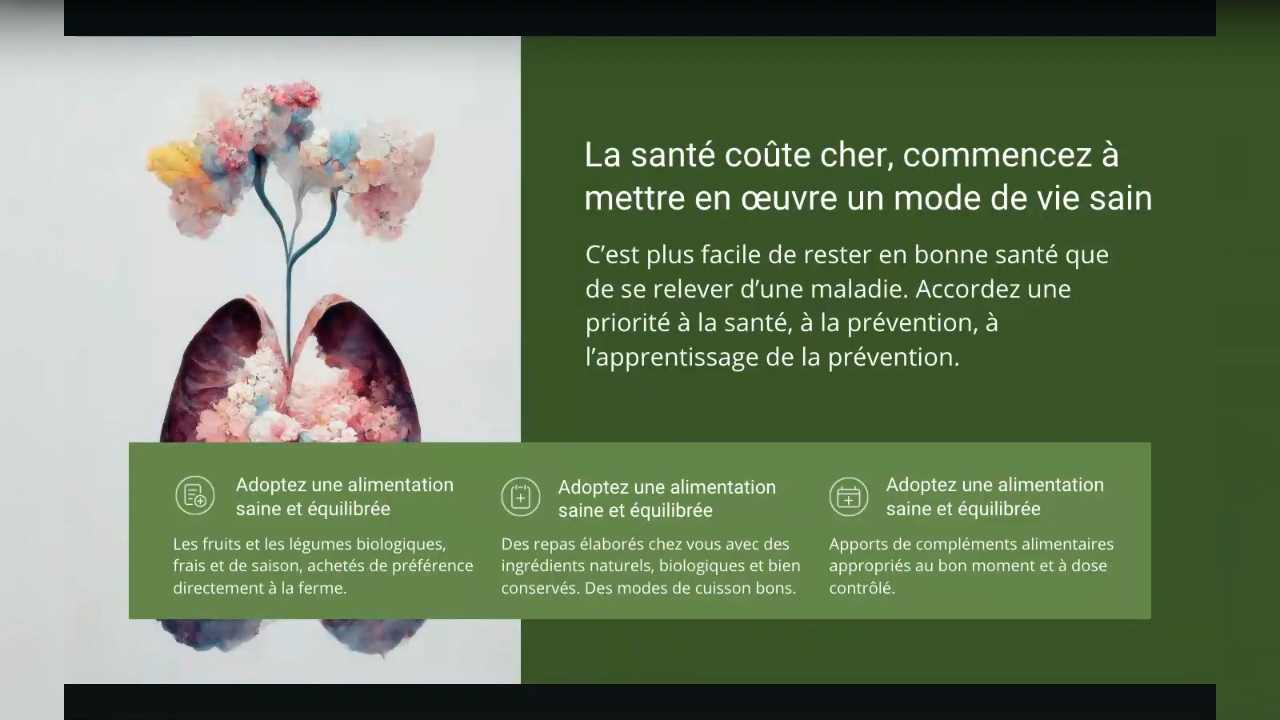 La santé coûte cher, commencez à
mettre en œuvre un mode de vie sain
C’est plus facile de rester en bonne santé que
de se relever d’une maladie. Accordez une
priorité à la santé, à la prévention, à
l’apprentissage de la prévention.
Adoptez une alimentation
saine et équilibrée
Les fruits et les légumes biologiques,
frais et de saison, achetés de préférence
directement à la ferme.
Adoptez une alimentation
saine et équilibrée
Des repas élaborés chez vous avec des
ingrédients naturels, biologiques et bien
conservés. Des modes de cuisson bons.
Adoptez une alimentation
saine et équilibrée
Apports de compléments alimentaires
appropriés au bon moment et à dose
contrôlé.